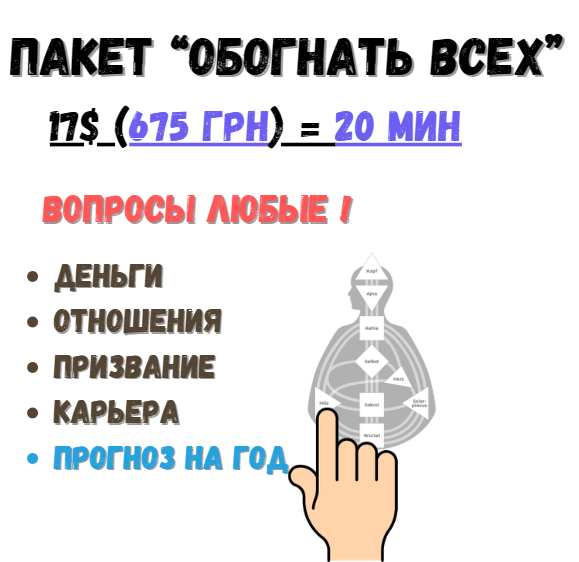 ПАКЕТ “ОБОГНАТЬ ВСЕХ”
17$ (675 ГРН) = 20 МИН
ВОПРОСЫ ЛЮБЫЕ !
• ДЕНЬГИ
• ОТНОШЕНИЯ
• ПРИЗВАНИЕ
• КАРЬЕРА
• ПРОГНОЗ НА ГОД
Kopf
Ajna
Kehle
Selbst
Herz
Milz
Sakral
Solar-
plexus
Wurzel